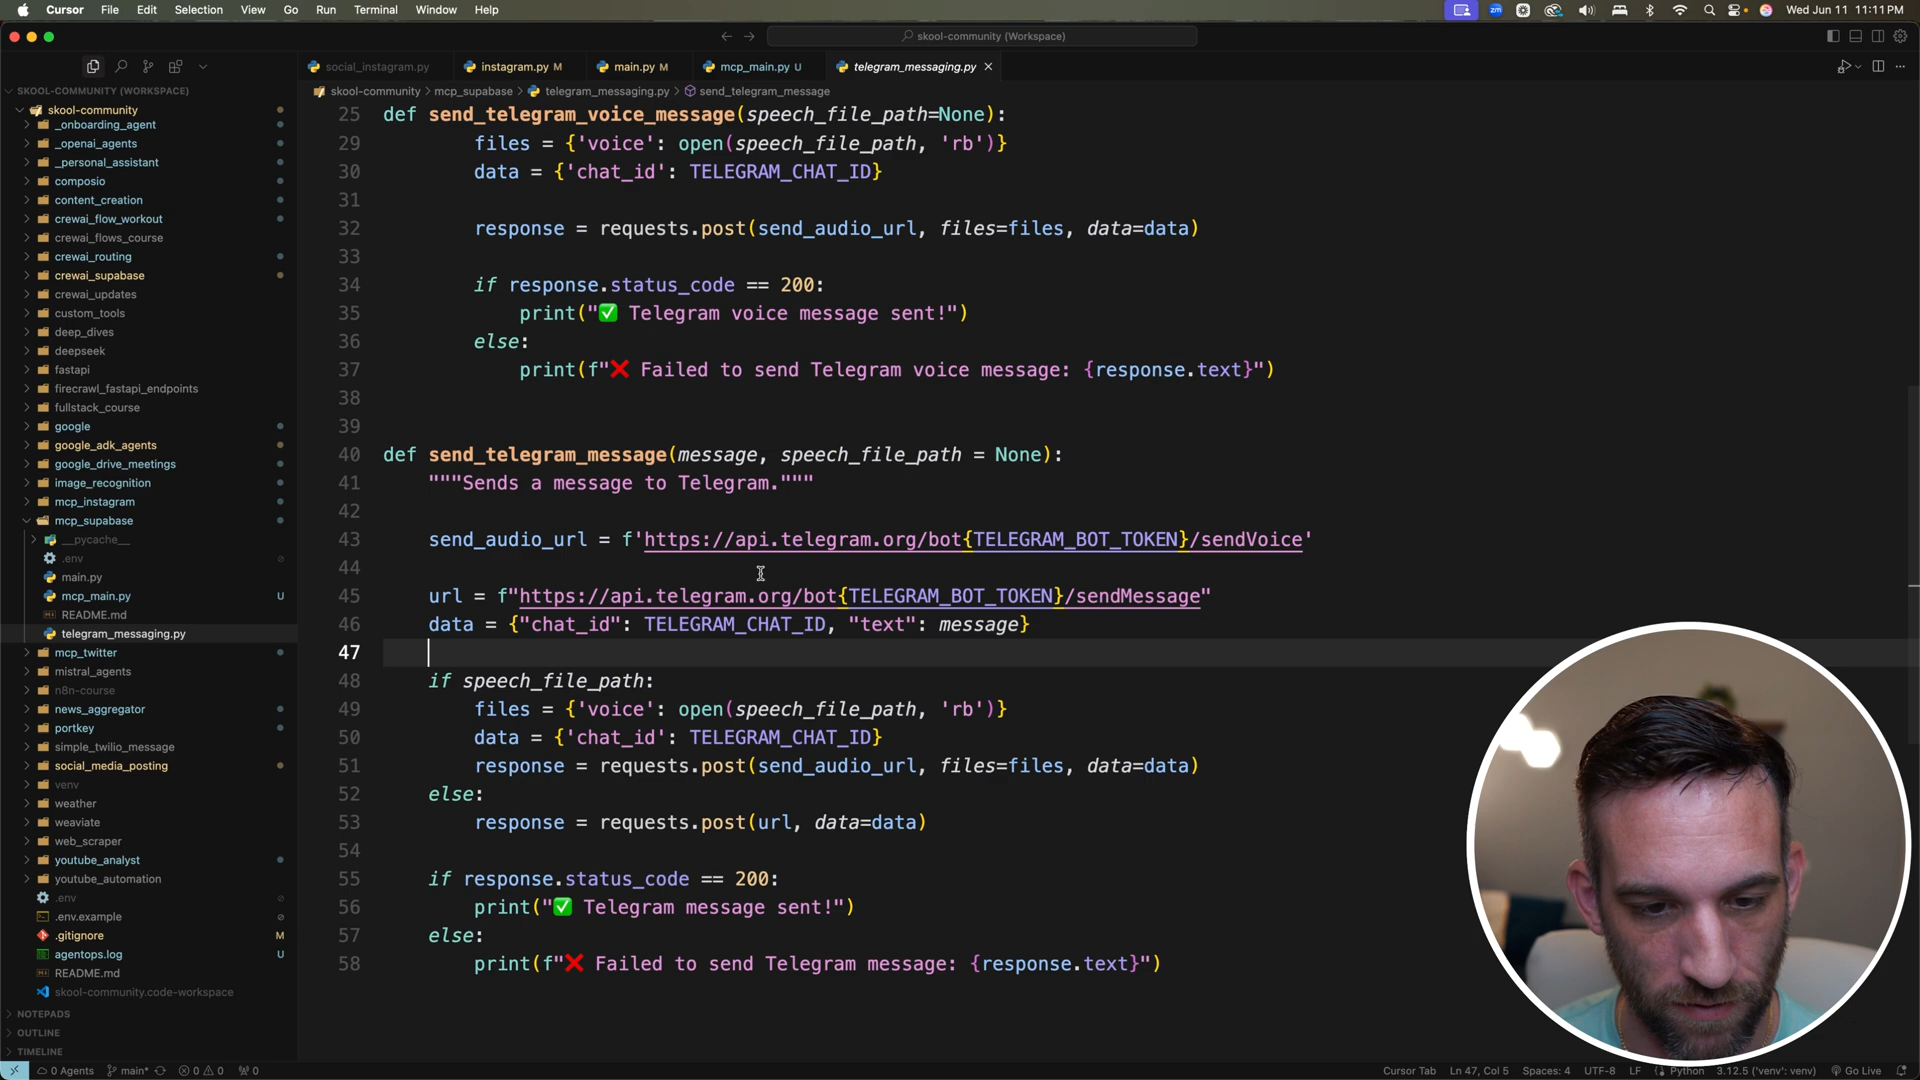 Cursor File Edit Selection View Go Run Terminal Window Help
zm
Wed Jun 11 11:11 PM
skool-community (Workspace)
social_instagram.py
instagram.py M
main.py M
mcp_main.py U
telegram_messaging.py
SKOOL-COMMUNITY (WORKSPACE)
skool-community
_onboarding_agent
_openai_agents
_personal_assistant
composio
content_creation
crewai_flow_workout
crewai_flows_course
crewai_routing
crewai_supabase
crewai_updates
custom_tools
deep_dives
deepseek
fastapi
firecrawl_fastapi_endpoints
fullstack_course
google
google_adk_agents
google_drive_meetings
image_recognition
mcp_instagram
mcp_supabase
__pycache__
.env
main.py
mcp_main.py U
README.md
telegram_messaging.py
mcp_twitter
mistral_agents
n8n-course
news_aggregator
portkey
simple_twilio_message
social_media_posting
venv
weather
weaviate
web_scraper
youtube_analyst
youtube_automation
.env
.env.example
.gitignore M
agentops.log U
README.md
skool-community.code-workspace
NOTEPADS
OUTLINE
TIMELINE
skool-community > mcp_supabase > telegram_messaging.py > send_telegram_message
25 def send_telegram_voice_message(speech_file_path=None):
29 files = {'voice': open(speech_file_path, 'rb')}
30 data = {'chat_id': TELEGRAM_CHAT_ID}
31
32 response = requests.post(send_audio_url, files=files, data=data)
33
34 if response.status_code == 200:
35 print("✅ Telegram voice message sent!")
36 else:
37 print(f"❌ Failed to send Telegram voice message: {response.text}")
38
39
40 def send_telegram_message(message, speech_file_path = None):
41 """Sends a message to Telegram."""
42
43 send_audio_url = f'https://api.telegram.org/bot{TELEGRAM_BOT_TOKEN}/sendVoice'
44
45 url = f"https://api.telegram.org/bot{TELEGRAM_BOT_TOKEN}/sendMessage"
46 data = {"chat_id": TELEGRAM_CHAT_ID, "text": message}
47
48 if speech_file_path:
49 files = {'voice': open(speech_file_path, 'rb')}
50 data = {'chat_id': TELEGRAM_CHAT_ID}
51 response = requests.post(send_audio_url, files=files, data=data)
52 else:
53 response = requests.post(url, data=data)
54
55 if response.status_code == 200:
56 print("✅ Telegram message sent!")
57 else:
58 print(f"❌ Failed to send Telegram message: {response.text}")
0 Agents main* 0 0 0
Cursor Tab Ln 47, Col 5 Spaces: 4 UTF-8 LF Python 3.12.5 ('venv': venv) Go Live